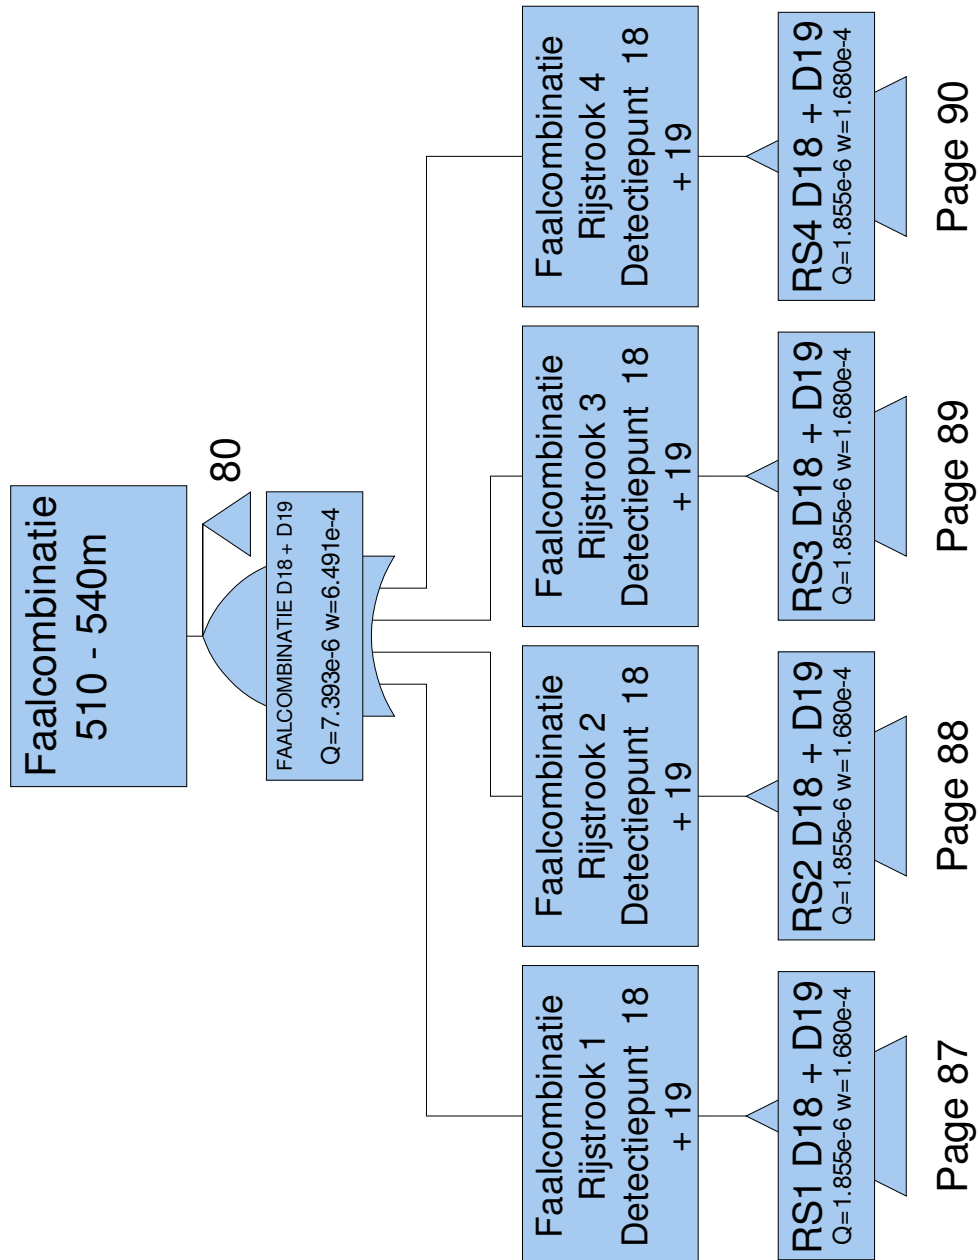 Faalcombinatie
510 - 540m
80
FAALCOMBINATIE D18 + D19
Q=7.393e-6 w=6.491e-4
Faalcombinatie
Rijstrook 1
Detectiepunt 18
+ 19
RS1 D18 + D19
Q=1.855e-6 w=1.680e-4
Page 87
Faalcombinatie
Rijstrook 2
Detectiepunt 18
+ 19
RS2 D18 + D19
Q=1.855e-6 w=1.680e-4
Page 88
Faalcombinatie
Rijstrook 3
Detectiepunt 18
+ 19
RS3 D18 + D19
Q=1.855e-6 w=1.680e-4
Page 89
Faalcombinatie
Rijstrook 4
Detectiepunt 18
+ 19
RS4 D18 + D19
Q=1.855e-6 w=1.680e-4
Page 90